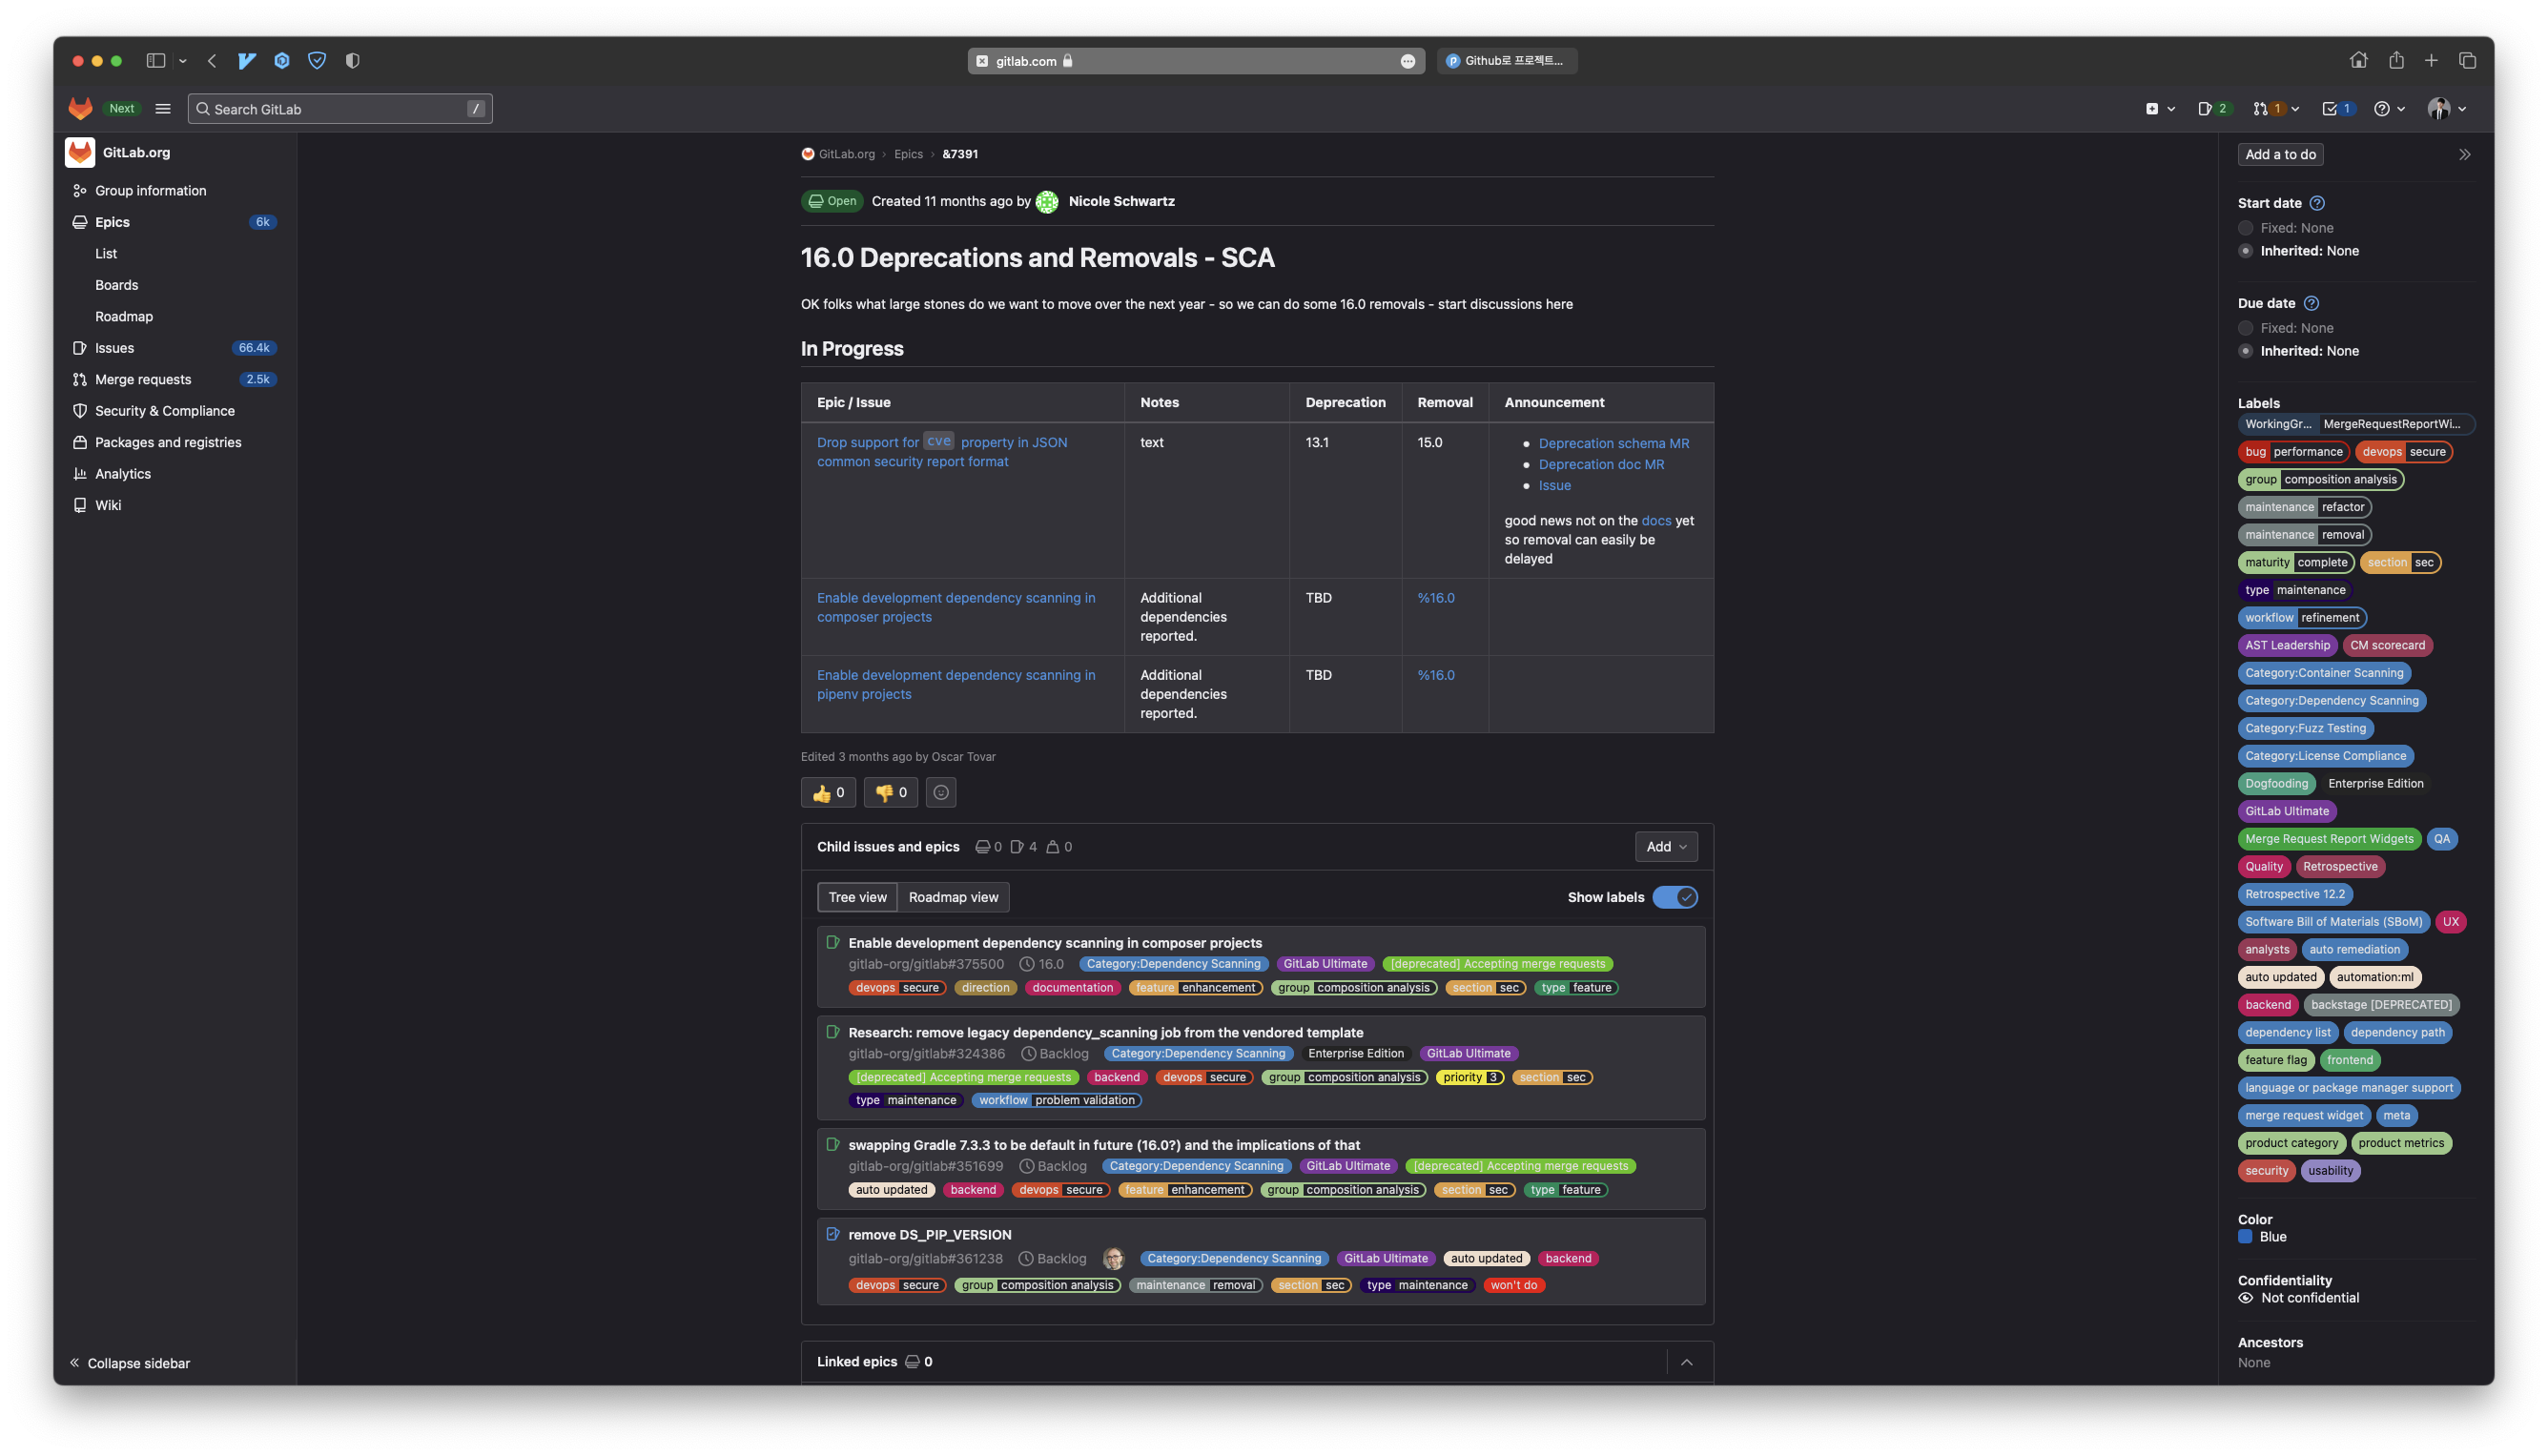 gitlab.com
Github로 프로젝트...
Next
Search GitLab
/
2
1
1
GitLab.org
Group information
Epics 6k
List
Boards
Roadmap
Issues 66.4k
Merge requests 2.5k
Security & Compliance
Packages and registries
Analytics
Wiki
Collapse sidebar
GitLab.org › Epics › &7391
Open Created 11 months ago by Nicole Schwartz
16.0 Deprecations and Removals - SCA
OK folks what large stones do we want to move over the next year - so we can do some 16.0 removals - start discussions here
In Progress
Epic / Issue Notes Deprecation Removal Announcement
Drop support for cve property in JSON
common security report format
text
13.1
15.0
Deprecation schema MR
Deprecation doc MR
Issue
good news not on the docs yet
so removal can easily be
delayed
Enable development dependency scanning in
composer projects
Additional
dependencies
reported.
TBD
%16.0
Enable development dependency scanning in
pipenv projects
Additional
dependencies
reported.
TBD
%16.0
Edited 3 months ago by Oscar Tovar
👍 0 👎 0
Child issues and epics 0 4 0
Add
Tree view Roadmap view
Show labels
Enable development dependency scanning in composer projects
gitlab-org/gitlab#375500 16.0 Category:Dependency Scanning GitLab Ultimate [deprecated] Accepting merge requests
devops secure direction documentation feature enhancement group composition analysis section sec type feature
Research: remove legacy dependency_scanning job from the vendored template
gitlab-org/gitlab#324386 Backlog Category:Dependency Scanning Enterprise Edition GitLab Ultimate
[deprecated] Accepting merge requests backend devops secure group composition analysis priority 3 section sec
type maintenance workflow problem validation
swapping Gradle 7.3.3 to be default in future (16.0?) and the implications of that
gitlab-org/gitlab#351699 Backlog Category:Dependency Scanning GitLab Ultimate [deprecated] Accepting merge requests
auto updated backend devops secure feature enhancement group composition analysis section sec type feature
remove DS_PIP_VERSION
gitlab-org/gitlab#361238 Backlog Category:Dependency Scanning GitLab Ultimate auto updated backend
devops secure group composition analysis maintenance removal section sec type maintenance won't do
Linked epics 0
Add a to do
Start date
Fixed: None
Inherited: None
Due date
Fixed: None
Inherited: None
Labels
WorkingGr... MergeRequestReportWi...
bug performance devops secure
group composition analysis
maintenance refactor
maintenance removal
maturity complete section sec
type maintenance
workflow refinement
AST Leadership CM scorecard
Category:Container Scanning
Category:Dependency Scanning
Category:Fuzz Testing
Category:License Compliance
Dogfooding Enterprise Edition
GitLab Ultimate
Merge Request Report Widgets QA
Quality Retrospective
Retrospective 12.2
Software Bill of Materials (SBoM) UX
analysts auto remediation
auto updated automation:ml
backend backstage [DEPRECATED]
dependency list dependency path
feature flag frontend
language or package manager support
merge request widget meta
product category product metrics
security usability
Color
Blue
Confidentiality
Not confidential
Ancestors
None